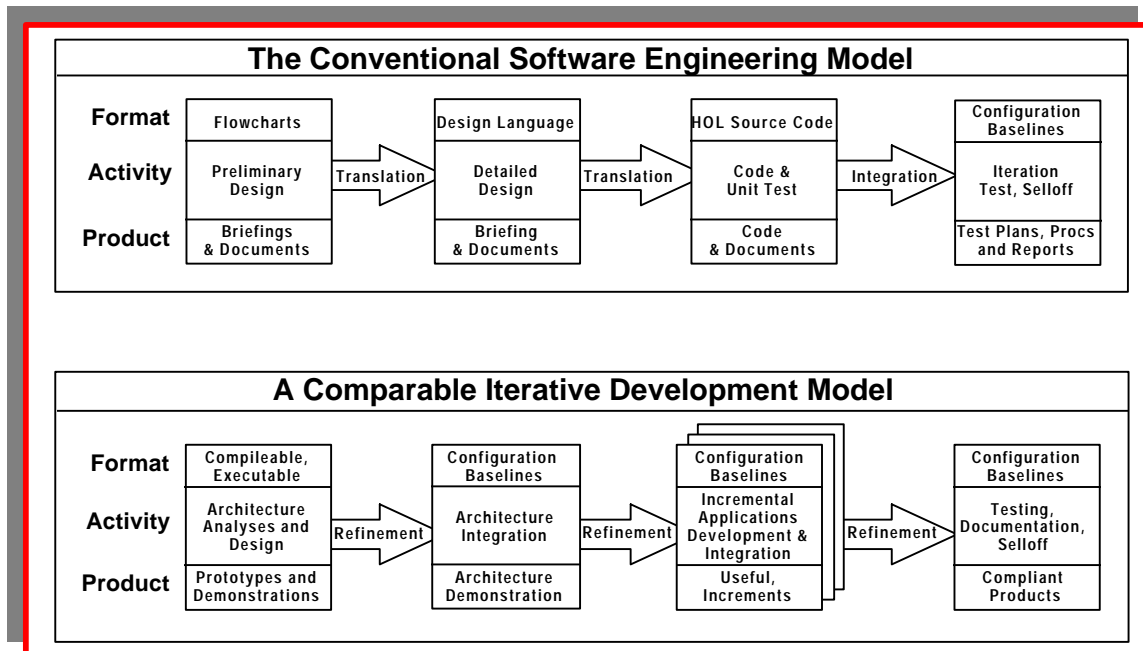 The Conventional Software Engineering Model
Format
Flowcharts
Design Language
HOL Source Code
Configuration
Baselines
Activity
Preliminary
Design
Translation
Detailed
Design
Translation
Code &
Unit Test
Integration
Iteration
Test, Selloff
Product
Briefings
& Documents
Briefing
& Documents
Code
& Documents
Test Plans, Procs
and Reports
A Comparable Iterative Development Model
Format
Compileable,
Executable
Configuration
Baselines
Configuration
Baselines
Configuration
Baselines
Activity
Architecture
Analyses and
Design
Refinement
Architecture
Integration
Refinement
Incremental
Applications
Development &
Integration
Refinement
Testing,
Documentation,
Selloff
Product
Prototypes and
Demonstrations
Architecture
Demonstration
Useful,
Increments
Compliant
Products